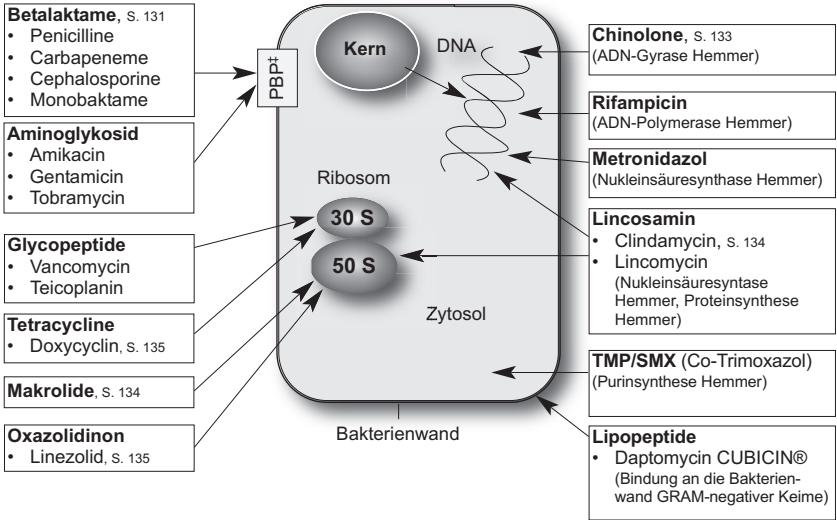 Betalaktame, S. 131
• Penicilline
• Carbapeneme
• Cephalosporine
• Monobaktame
Aminoglykosid
• Amikacin
• Gentamicin
• Tobramycin
Glycopeptide
• Vancomycin
• Teicoplanin
Tetracycline
• Doxycyclin, S. 135
Makrolide, S. 134
Oxazolidinon
• Linezolid, S. 135
PBP‡
Kern
DNA
Ribosom
30 S
50 S
Zytosol
Bakterienwand
Chinolone, S. 133
(ADN-Gyrase Hemmer)
Rifampicin
(ADN-Polymerase Hemmer)
Metronidazol
(Nukleinsäuresynthase Hemmer)
Lincosamin
• Clindamycin, S. 134
• Lincomycin
(Nukleinsäuresyntase
Hemmer, Proteinsynthese
Hemmer)
TMP/SMX (Co-Trimoxazol)
(Purinsynthese Hemmer)
Lipopeptide
• Daptomycin CUBICIN®
(Bindung an die Bakterien-
wand GRAM-negativer Keime)